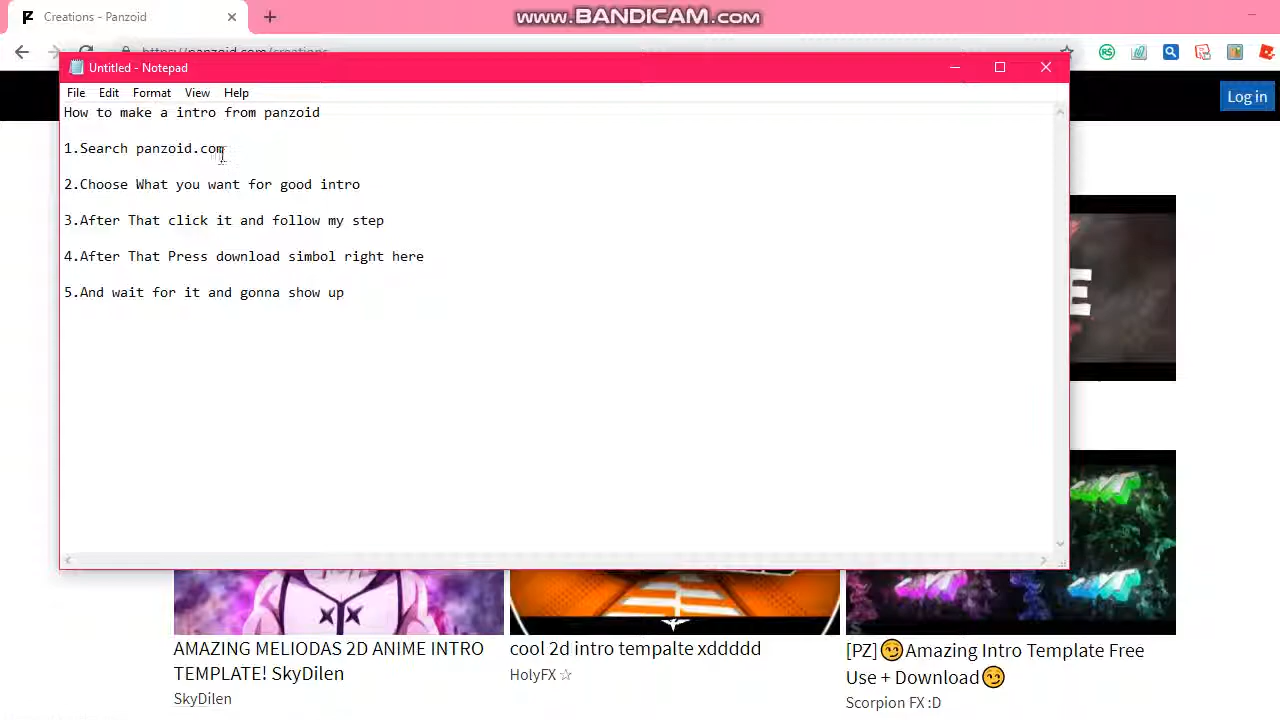 Creations - Panzoid
www.BANDICAM.com
https://panzoid.com/creations
Untitled - Notepad
File Edit Format View Help
Log in
How to make a intro from panzoid
1.Search panzoid.com
2.Choose What you want for good intro
3.After That click it and follow my step
4.After That Press download simbol right here
5.And wait for it and gonna show up
AMAZING MELIODAS 2D ANIME INTRO
TEMPLATE! SkyDilen
SkyDilen
cool 2d intro tempalte xddddd
HolyFX ☆
[PZ]😏Amazing Intro Template Free
Use + Download😏
Scorpion FX :D